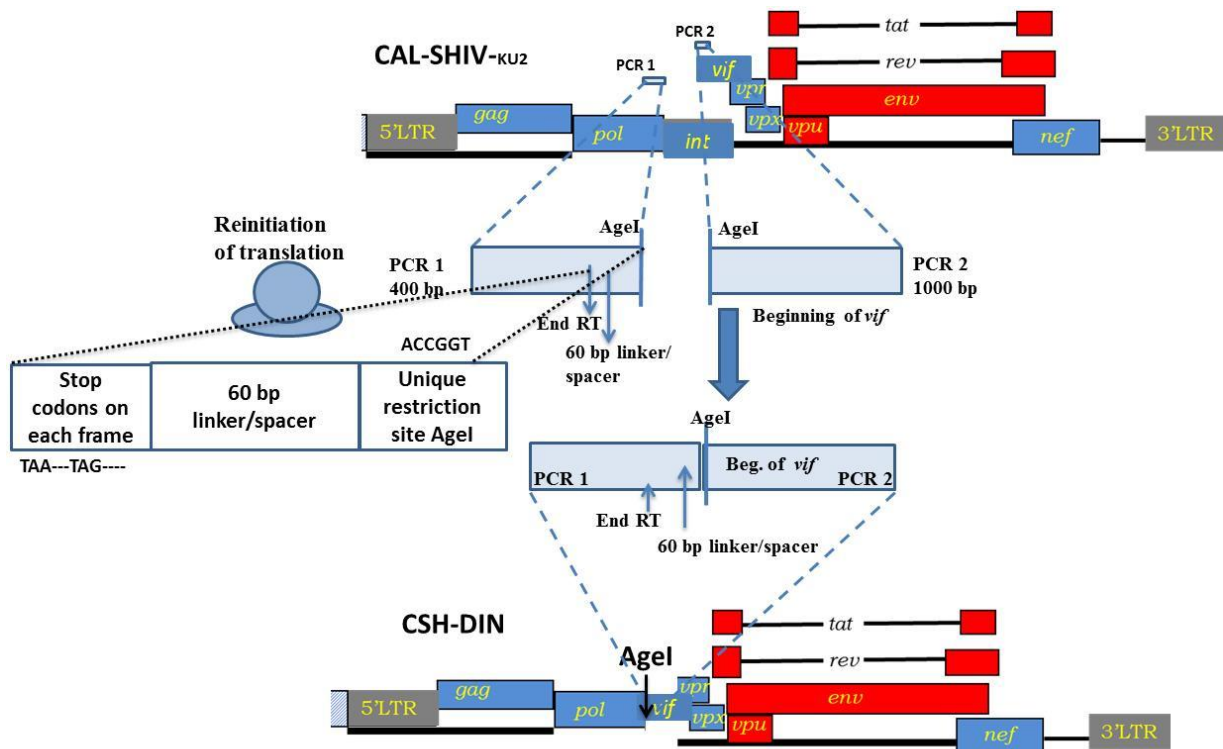 CAL-SHIV-KU2
PCR 1
PCR 2
tat
rev
env
vif
vpr
vpx
vpu
5'LTR
gag
pol
int
nef
3'LTR
Reinitiation
of translation
AgeI
AgeI
PCR 1
400 bp
PCR 2
1000 bp
End RT
60 bp linker/
spacer
Beginning of vif
ACCGGT
Stop
codons on
each frame
60 bp
linker/spacer
Unique
restriction
site AgeI
TAA---TAG----
AgeI
PCR 1
Beg. of vif
PCR 2
End RT
60 bp linker/spacer
CSH-DIN
AgeI
tat
rev
env
vpr
vif
vpx
vpu
5'LTR
gag
pol
nef
3'LTR